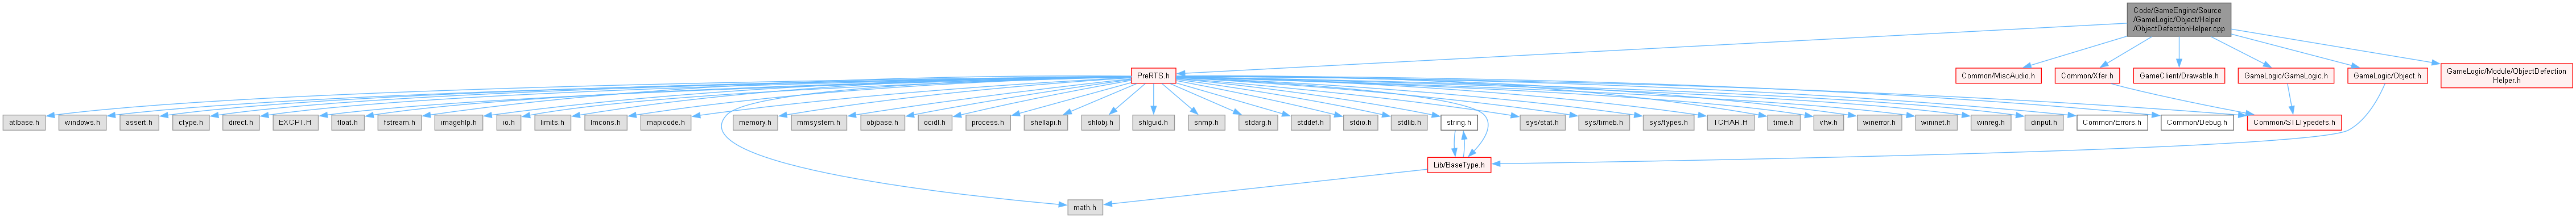 Code/GameEngine/Source
/GameLogic/Object/Helper
/ObjectDefectionHelper.cpp
PreRTS.h
Common/MiscAudio.h
Common/Xfer.h
GameClient/Drawable.h
GameLogic/GameLogic.h
GameLogic/Object.h
GameLogic/Module/ObjectDefection
Helper.h
atlbase.h
windows.h
assert.h
ctype.h
direct.h
EXCPT.H
float.h
fstream.h
imagehlp.h
io.h
limits.h
lmcons.h
mapicode.h
memory.h
mmsystem.h
objbase.h
ocidl.h
process.h
shellapi.h
shlobj.h
shlguid.h
snmp.h
stdarg.h
stddef.h
stdio.h
stdlib.h
string.h
sys/stat.h
sys/timeb.h
sys/types.h
TCHAR.H
time.h
vfw.h
winerror.h
wininet.h
winreg.h
dinput.h
Common/Errors.h
Common/Debug.h
Common/STLTypedefs.h
Lib/BaseType.h
math.h